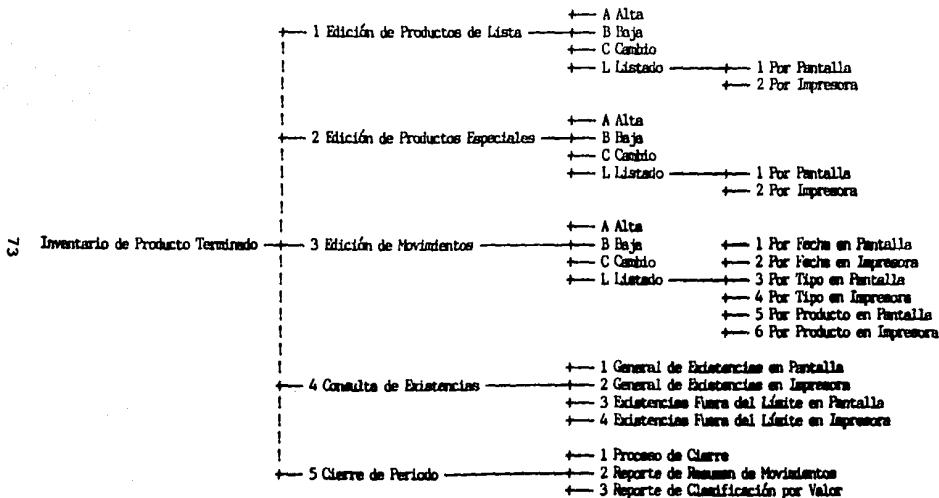 A Alta
1 Edición de Productos de Lista
B Baja
C Cambio
L Listado
1 Por Pantalla
2 Por Impresora
A Alta
2 Edición de Productos Especiales
B Baja
C Cambio
L Listado
1 Por Pantalla
2 Por Impresora
73
Inventario de Producto Terminado
3 Edición de Movimientos
A Alta
B Baja
C Cambio
L Listado
1 Por Fecha en Pantalla
2 Por Fecha en Impresora
3 Por Tipo en Pantalla
4 Por Tipo en Impresora
5 Por Producto en Pantalla
6 Por Producto en Impresora
4 Consulta de Existencias
1 General de Existencias en Pantalla
2 General de Existencias en Impresora
3 Existencias Fuera del Límite en Pantalla
4 Existencias Fuera del Límite en Impresora
5 Cierre de Periodo
1 Proceso de Cierre
2 Reporte de Resumen de Movimientos
3 Reporte de Clasificación por Valor